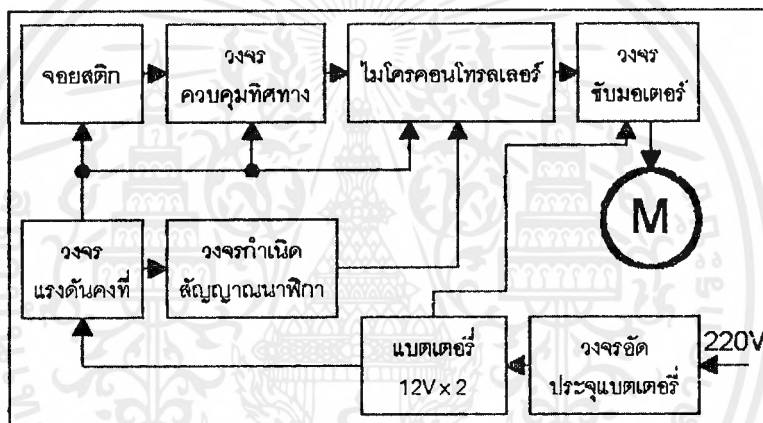 จอยสติก
วงจร
ควบคุมทิศทาง
ไมโครคอนโทรลเลอร์
วงจร
ขับมอเตอร์
M
วงจร
แรงดันคงที่
วงจรกำเนิด
สัญญาณนาฬิกา
แบตเตอรี่
12V x 2
วงจรอัด
ประจุแบตเตอรี่
220V